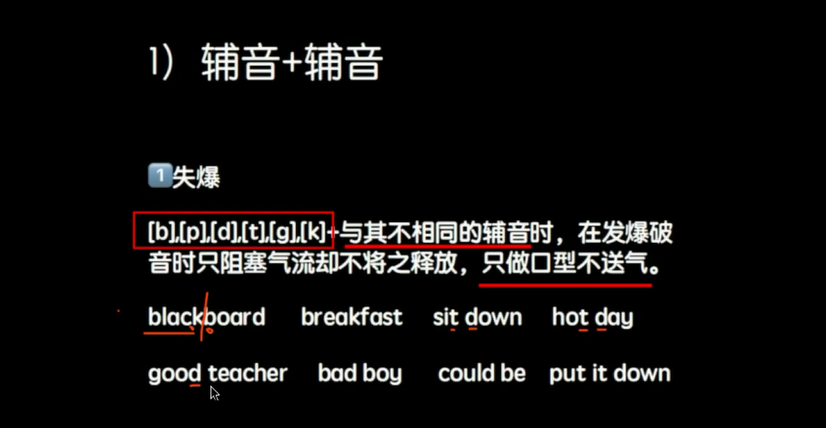 1）辅音+辅音
1失爆
[b],[p],[d],[t],[g],[k]+与其不相同的辅音时，在发爆破
音时只阻塞气流却不将之释放，只做口型不送气。
blackboard breakfast sit down hot day
good teacher bad boy could be put it down